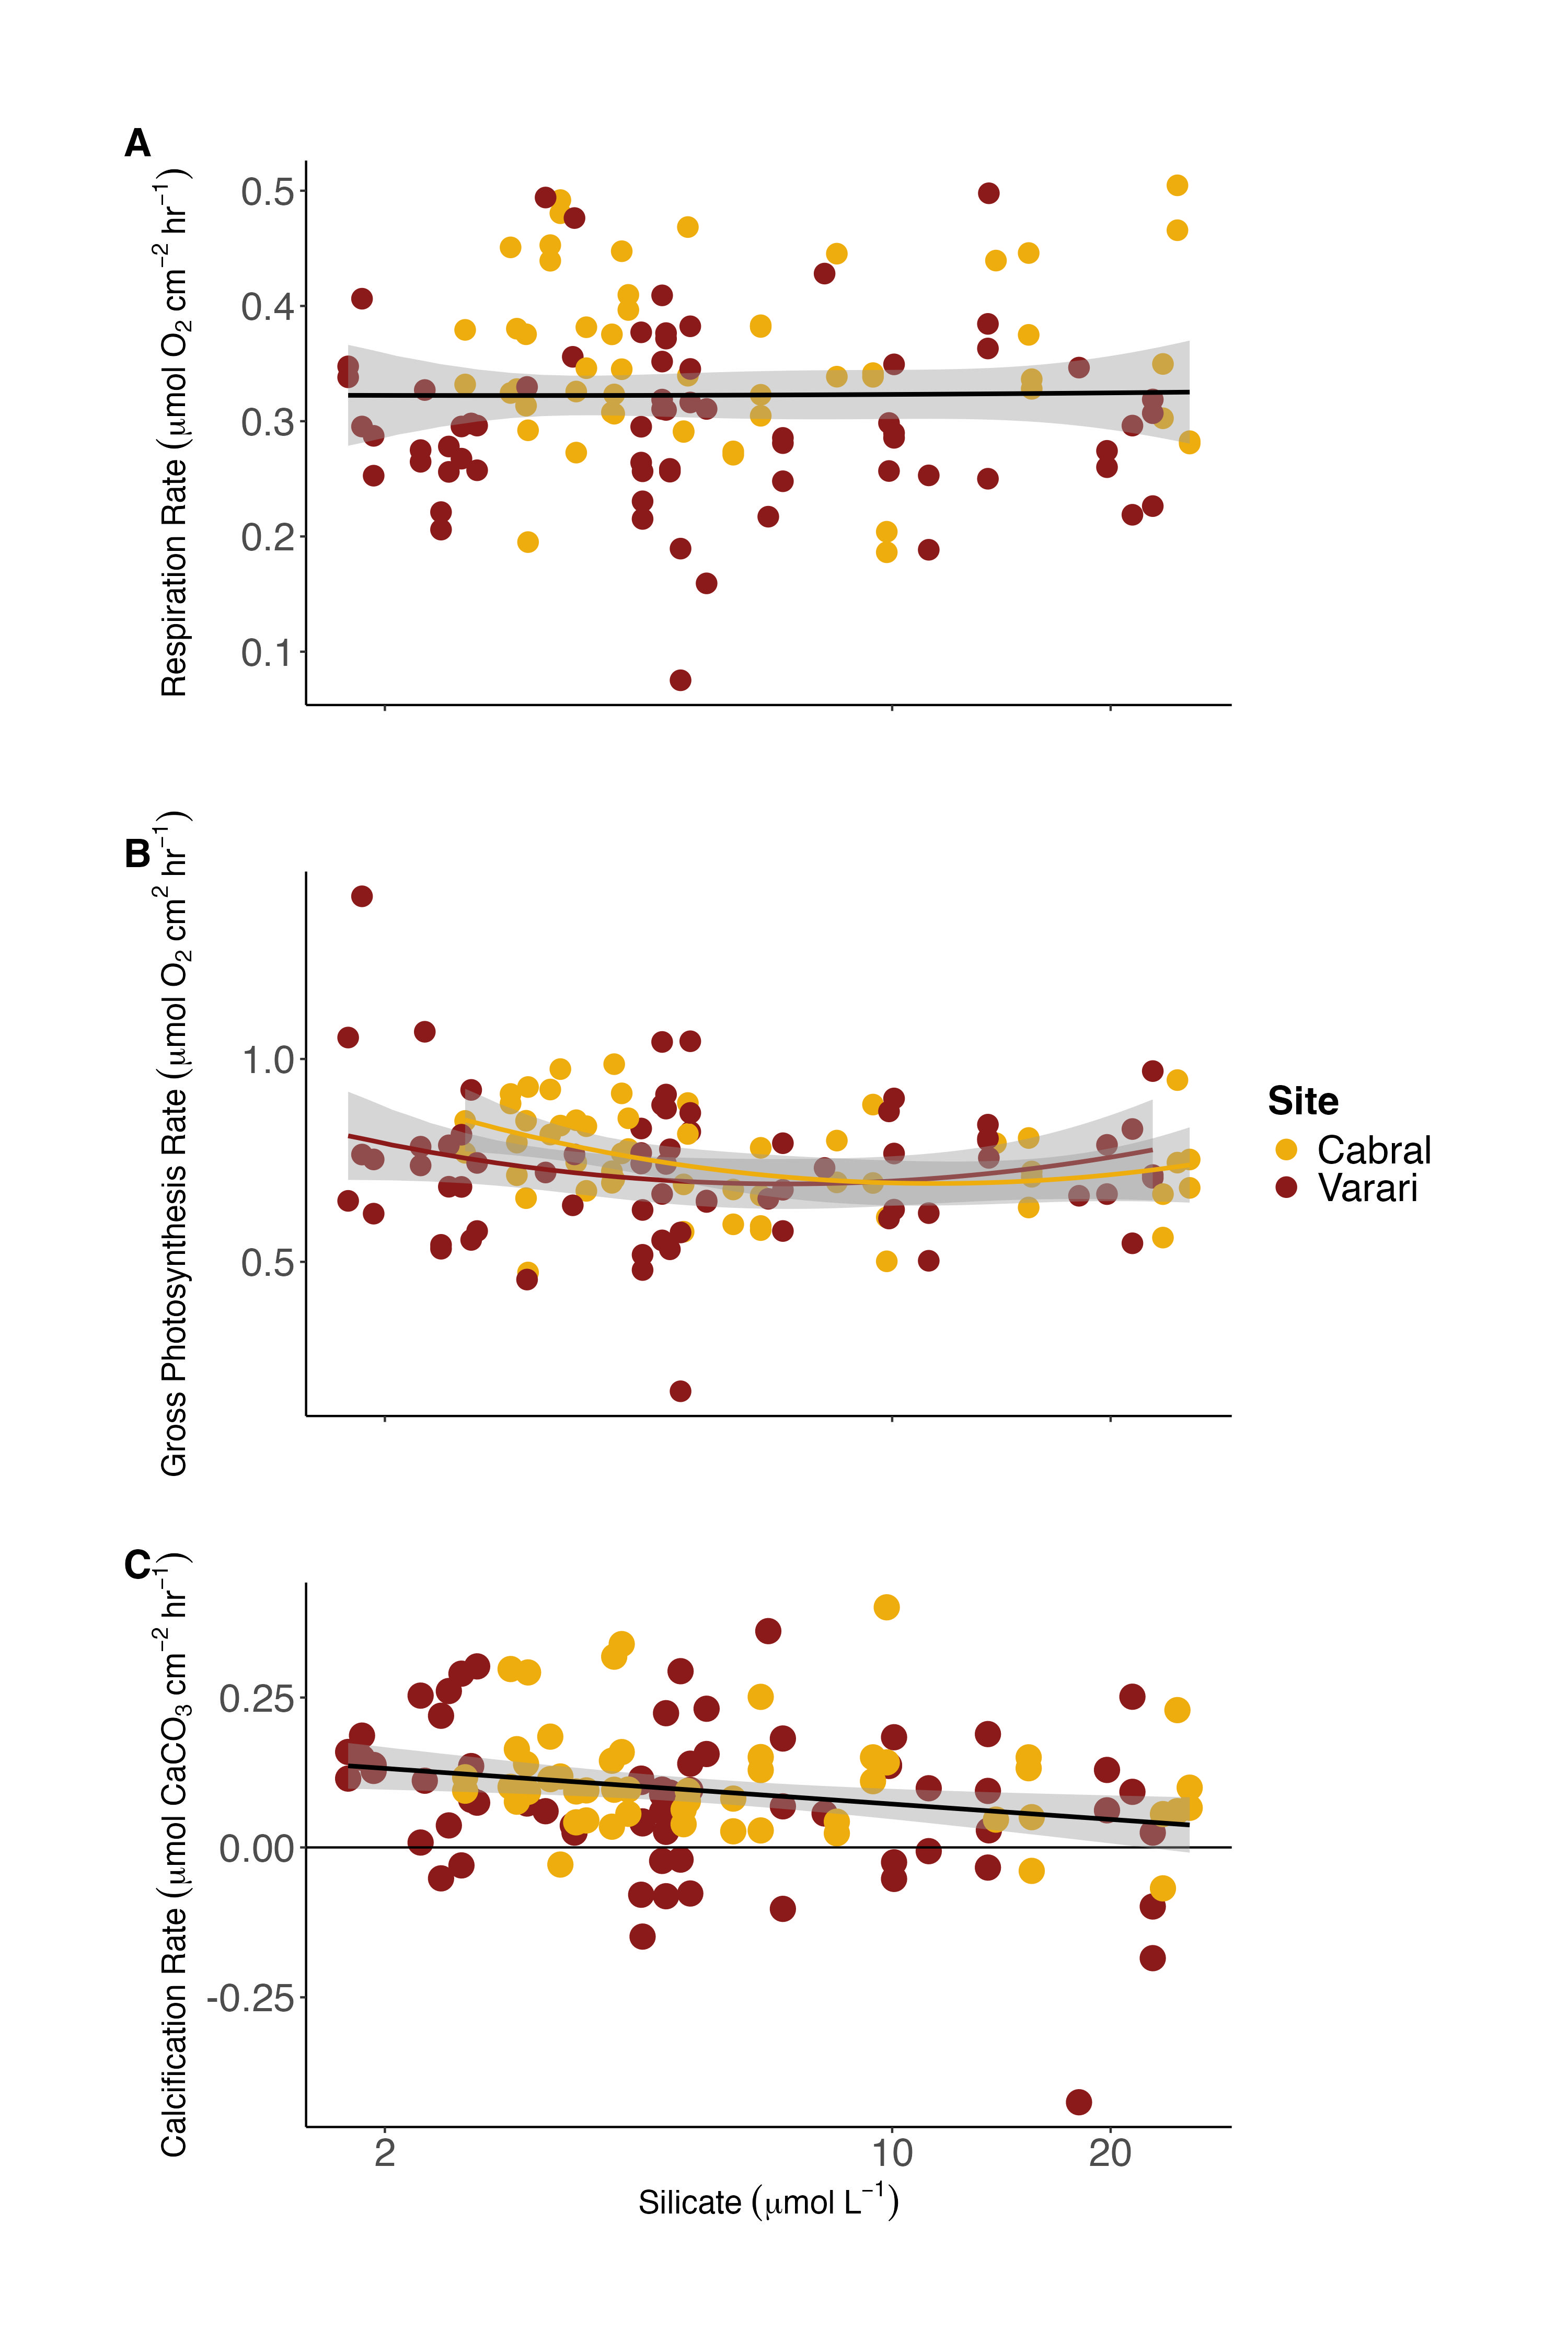 A
Respiration Rate (μmol O₂ cm⁻² hr⁻¹)
0.5
0.4
0.3
0.2
0.1
B
Gross Photosynthesis Rate (μmol O₂ cm² hr⁻¹)
1.0
0.5
Site
Cabral
Varari
C
Calcification Rate (μmol CaCO₃ cm⁻² hr⁻¹)
0.25
0.00
-0.25
2
10
20
Silicate (μmol L⁻¹)